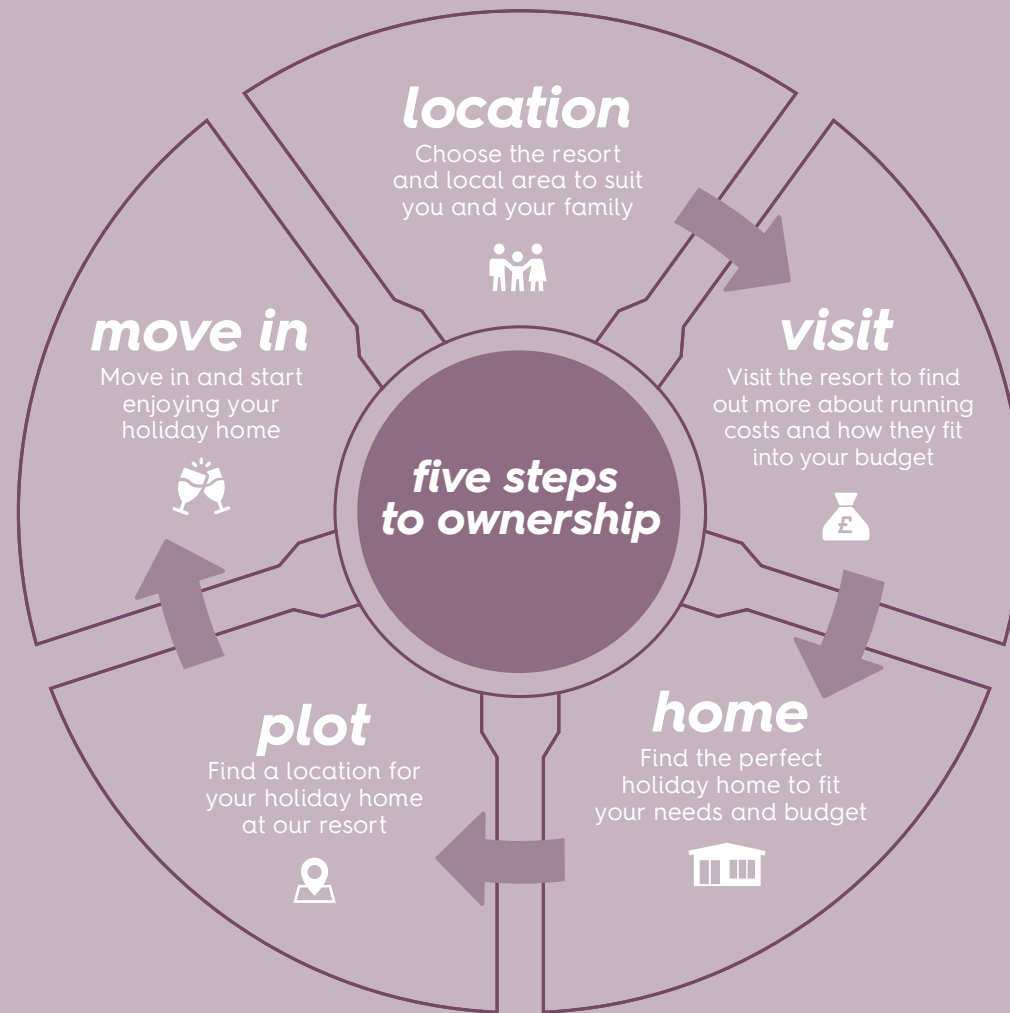 location
Choose the resort
and local area to suit
you and your family
visit
Visit the resort to find
out more about running
costs and how they fit
into your budget
home
Find the perfect
holiday home to fit
your needs and budget
plot
Find a location for
your holiday home
at our resort
move in
Move in and start
enjoying your
holiday home
five steps
to ownership
£